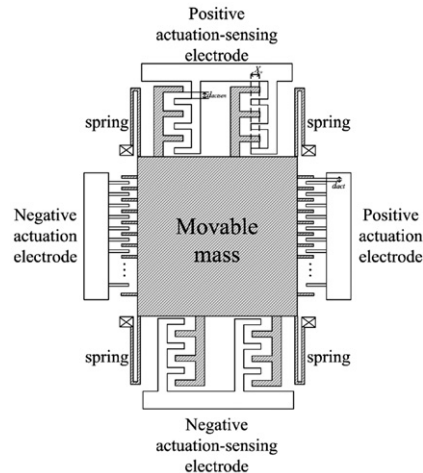 Positive
actuation-sensing
electrode
spring
spring
Negative
actuation
electrode
Movable
mass
Positive
actuation
electrode
spring
spring
Negative
actuation-sensing
electrode